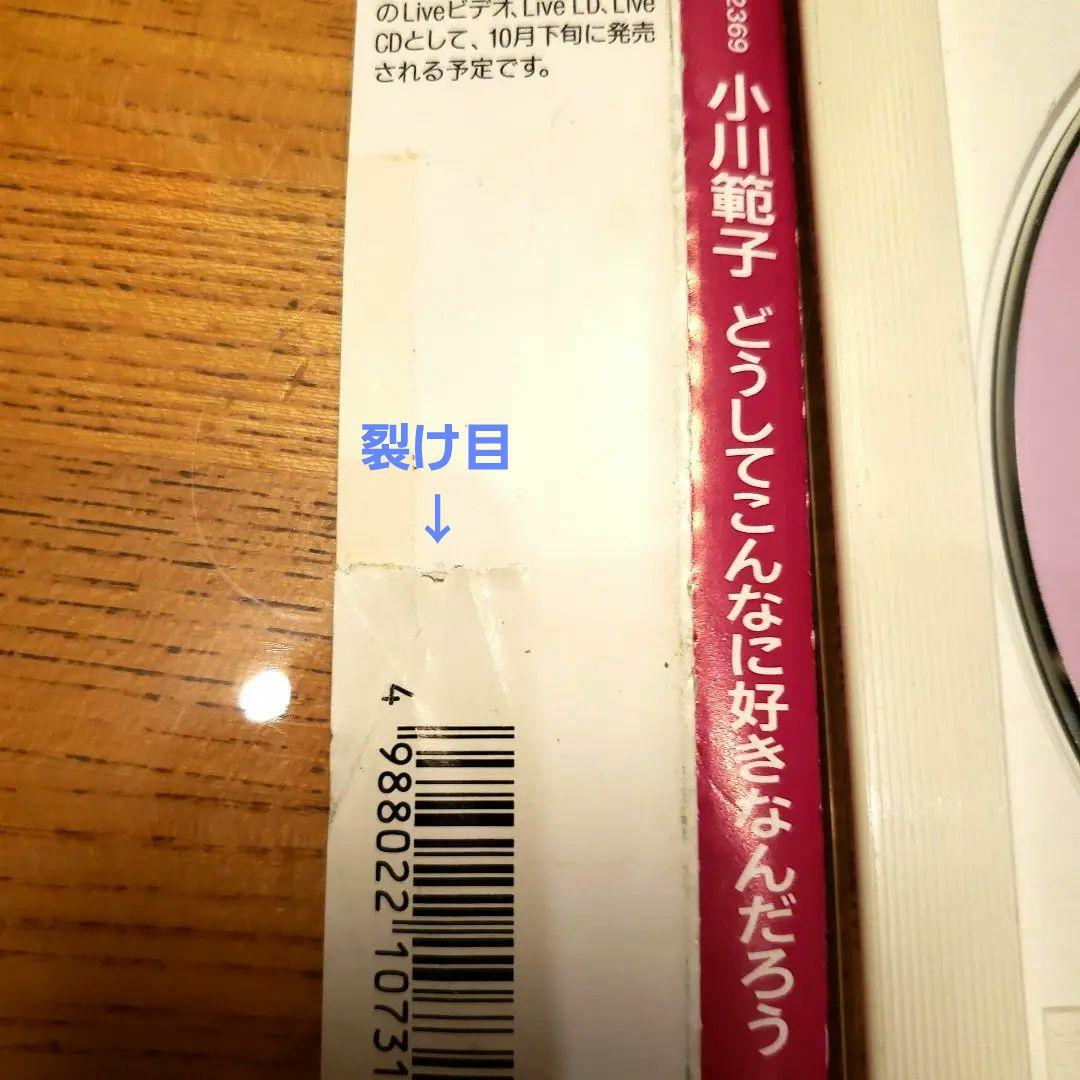 のLiveビデオ、Live LD、Live
CDとして、10月下旬に発売
される予定です。
2369
小川範子 どうしてこんなに好きなんだろう
裂け目
↓
4 988022 10731